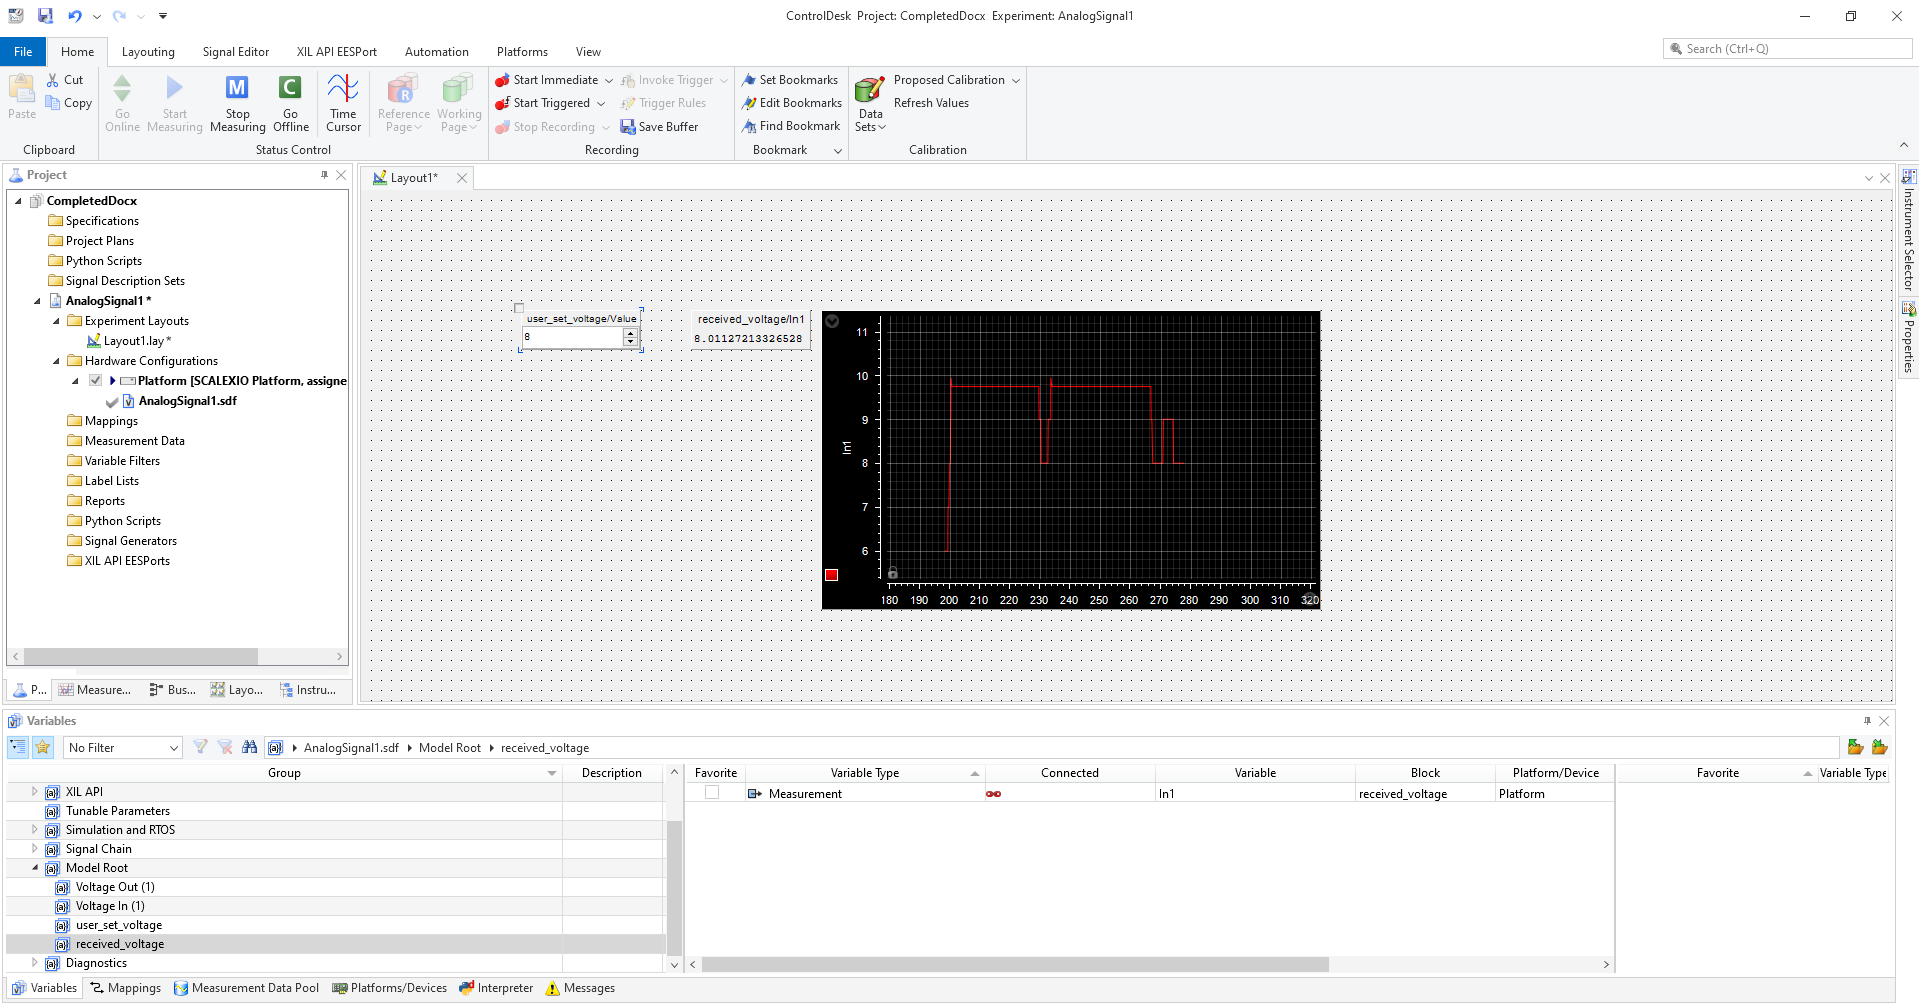 ControlDesk Project: CompletedDocx Experiment: AnalogSignal1
File Home Layouting Signal Editor XIL API EESPort Automation Platforms View
Search (Ctrl+Q)
Paste
Cut
Copy
Clipboard
Go Online
Start Measuring
Stop Measuring
Go Offline
Time Cursor
Reference Page
Working Page
Status Control
Start Immediate
Start Triggered
Stop Recording
Invoke Trigger
Trigger Rules
Save Buffer
Recording
Set Bookmarks
Edit Bookmarks
Find Bookmark
Bookmark
Data Sets
Proposed Calibration
Refresh Values
Calibration
Project
CompletedDocx
Specifications
Project Plans
Python Scripts
Signal Description Sets
AnalogSignal1 *
Experiment Layouts
Layout1.lay *
Hardware Configurations
Platform [SCALEXIO Platform, assigne
AnalogSignal1.sdf
Mappings
Measurement Data
Variable Filters
Label Lists
Reports
Python Scripts
Signal Generators
XIL API EESPorts
P... Measure... Bus... Layo... Instru...
Layout1*
user_set_voltage/Value
8
received_voltage/In1
8.01127213326528
In1
11
10
9
8
7
6
180 190 200 210 220 230 240 250 260 270 280 290 300 310 320
Instrument Selector
Properties
Variables
No Filter
AnalogSignal1.sdf Model Root received_voltage
Group Description
XIL API
Tunable Parameters
Simulation and RTOS
Signal Chain
Model Root
Voltage Out (1)
Voltage In (1)
user_set_voltage
received_voltage
Diagnostics
Favorite Variable Type Connected Variable Block Platform/Device
Measurement In1 received_voltage Platform
Favorite Variable Type
Variables Mappings Measurement Data Pool Platforms/Devices Interpreter Messages